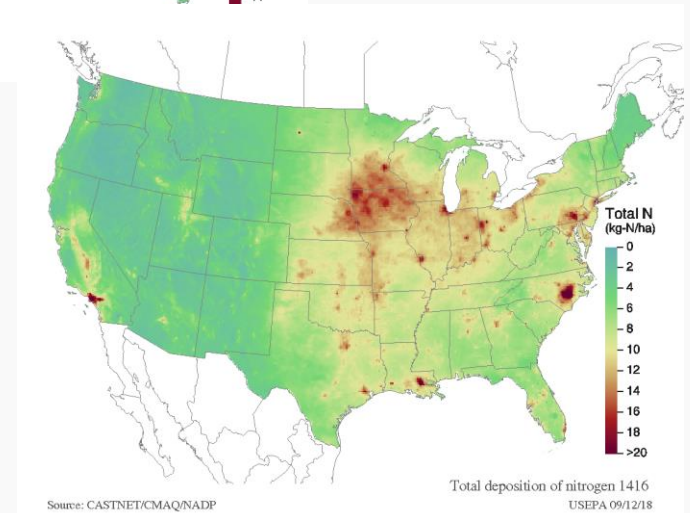 Total N
(kg-N/ha)
0
2
4
6
8
10
12
14
16
18
>20
Total deposition of nitrogen 1416
Source: CASTNET/CMAQ/NADP
USEPA 09/12/18